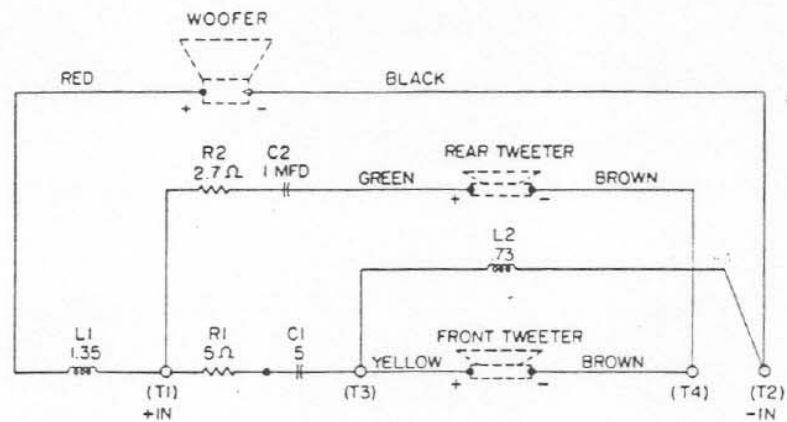 WOOFER
RED
BLACK
+
-
R2
2.7 Ω
C2
1 MFD
GREEN
REAR TWEETER
BROWN
+
-
L2
.73
L1
1.35
R1
5 Ω
C1
5
YELLOW
FRONT TWEETER
BROWN
+
-
(T1)
+IN
(T3)
(T4)
(T2)
-IN